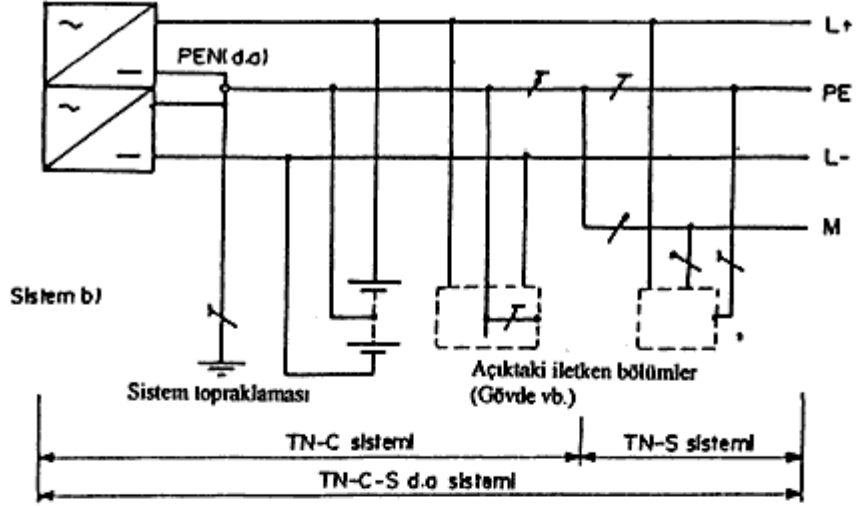 L+
PEN(d.a)
PE
L-
M
Sistem b)
Sistem topraklaması
Açıktaki iletken bölümler
(Gövde vb.)
TN-C sistemi
TN-S sistemi
TN-C-S d.a sistemi